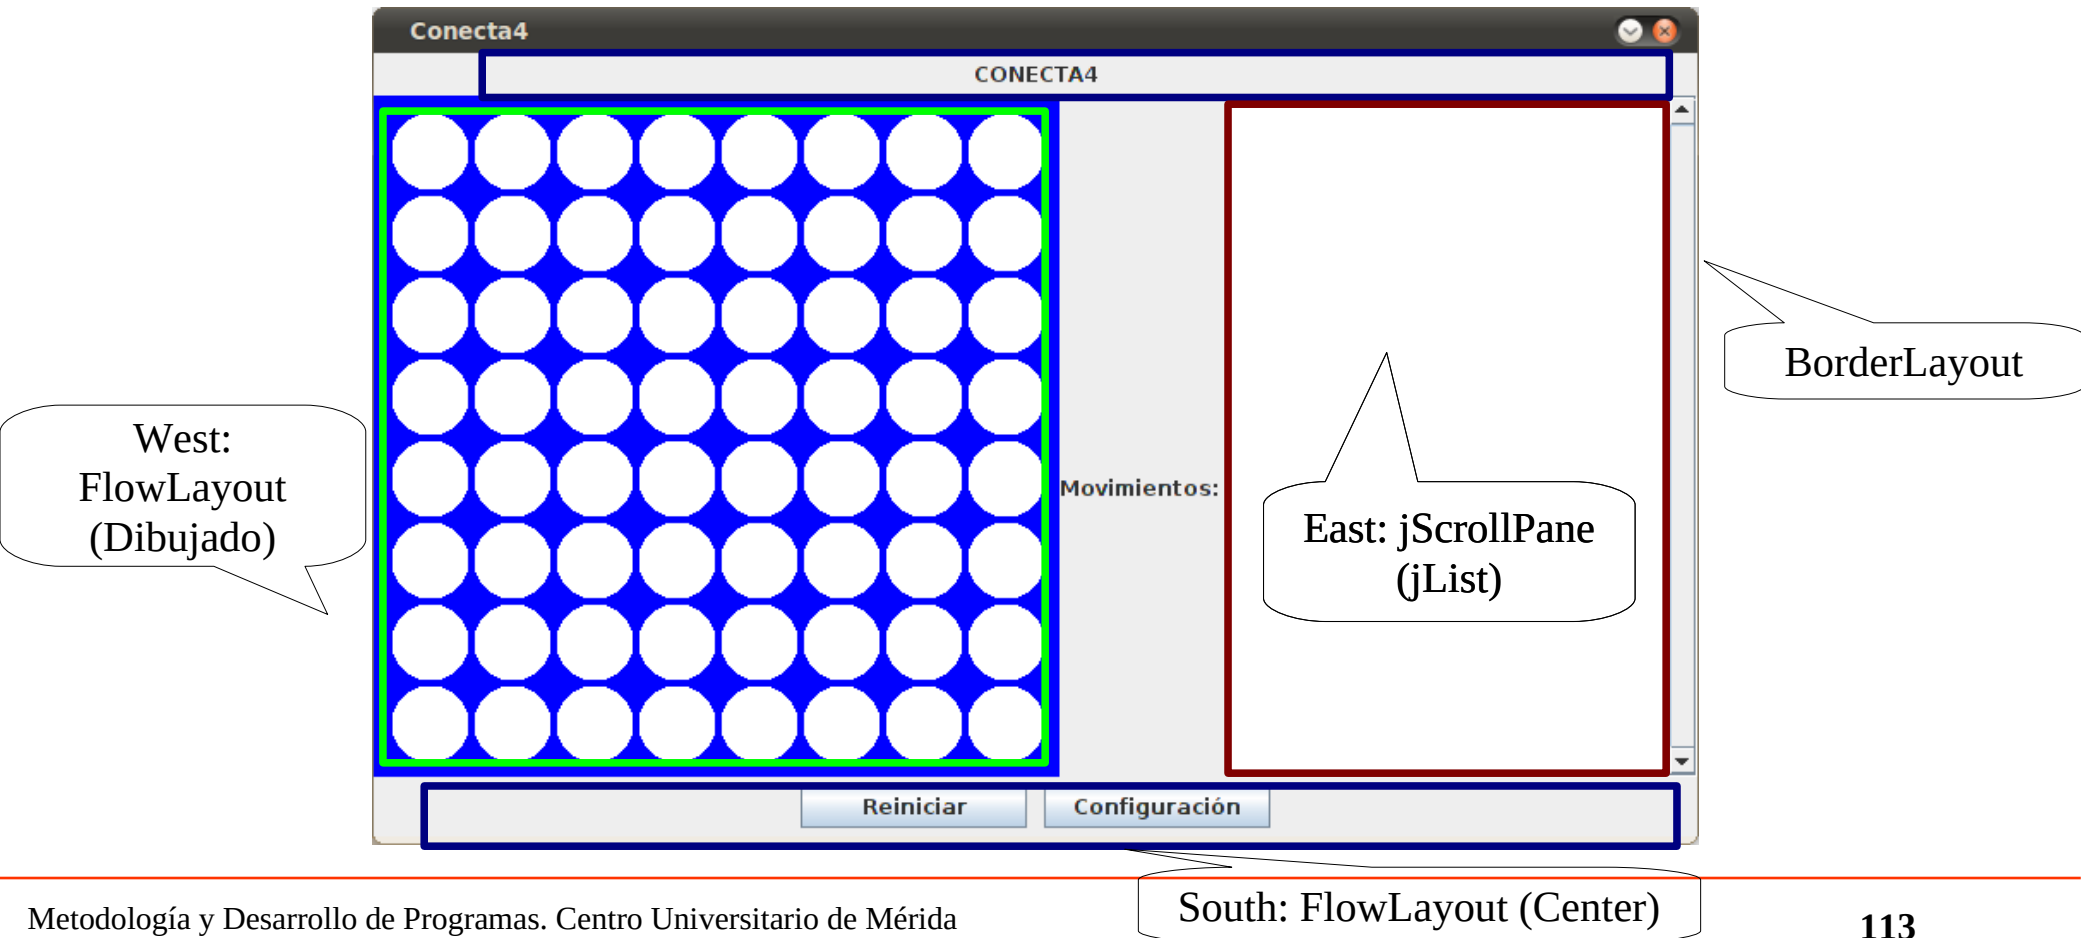 Conecta4
CONECTA4
BorderLayout
West:
FlowLayout
(Dibujado)
Movimientos:
East: jScrollPane
(jList)
Reiniciar
Configuración
South: FlowLayout (Center)
Metodología y Desarrollo de Programas. Centro Universitario de Mérida
113